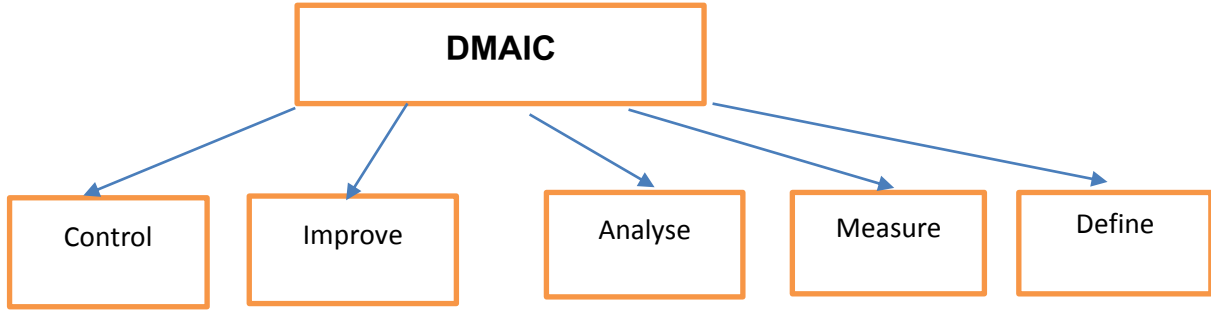 DMAIC
Control
Improve
Analyse
Measure
Define